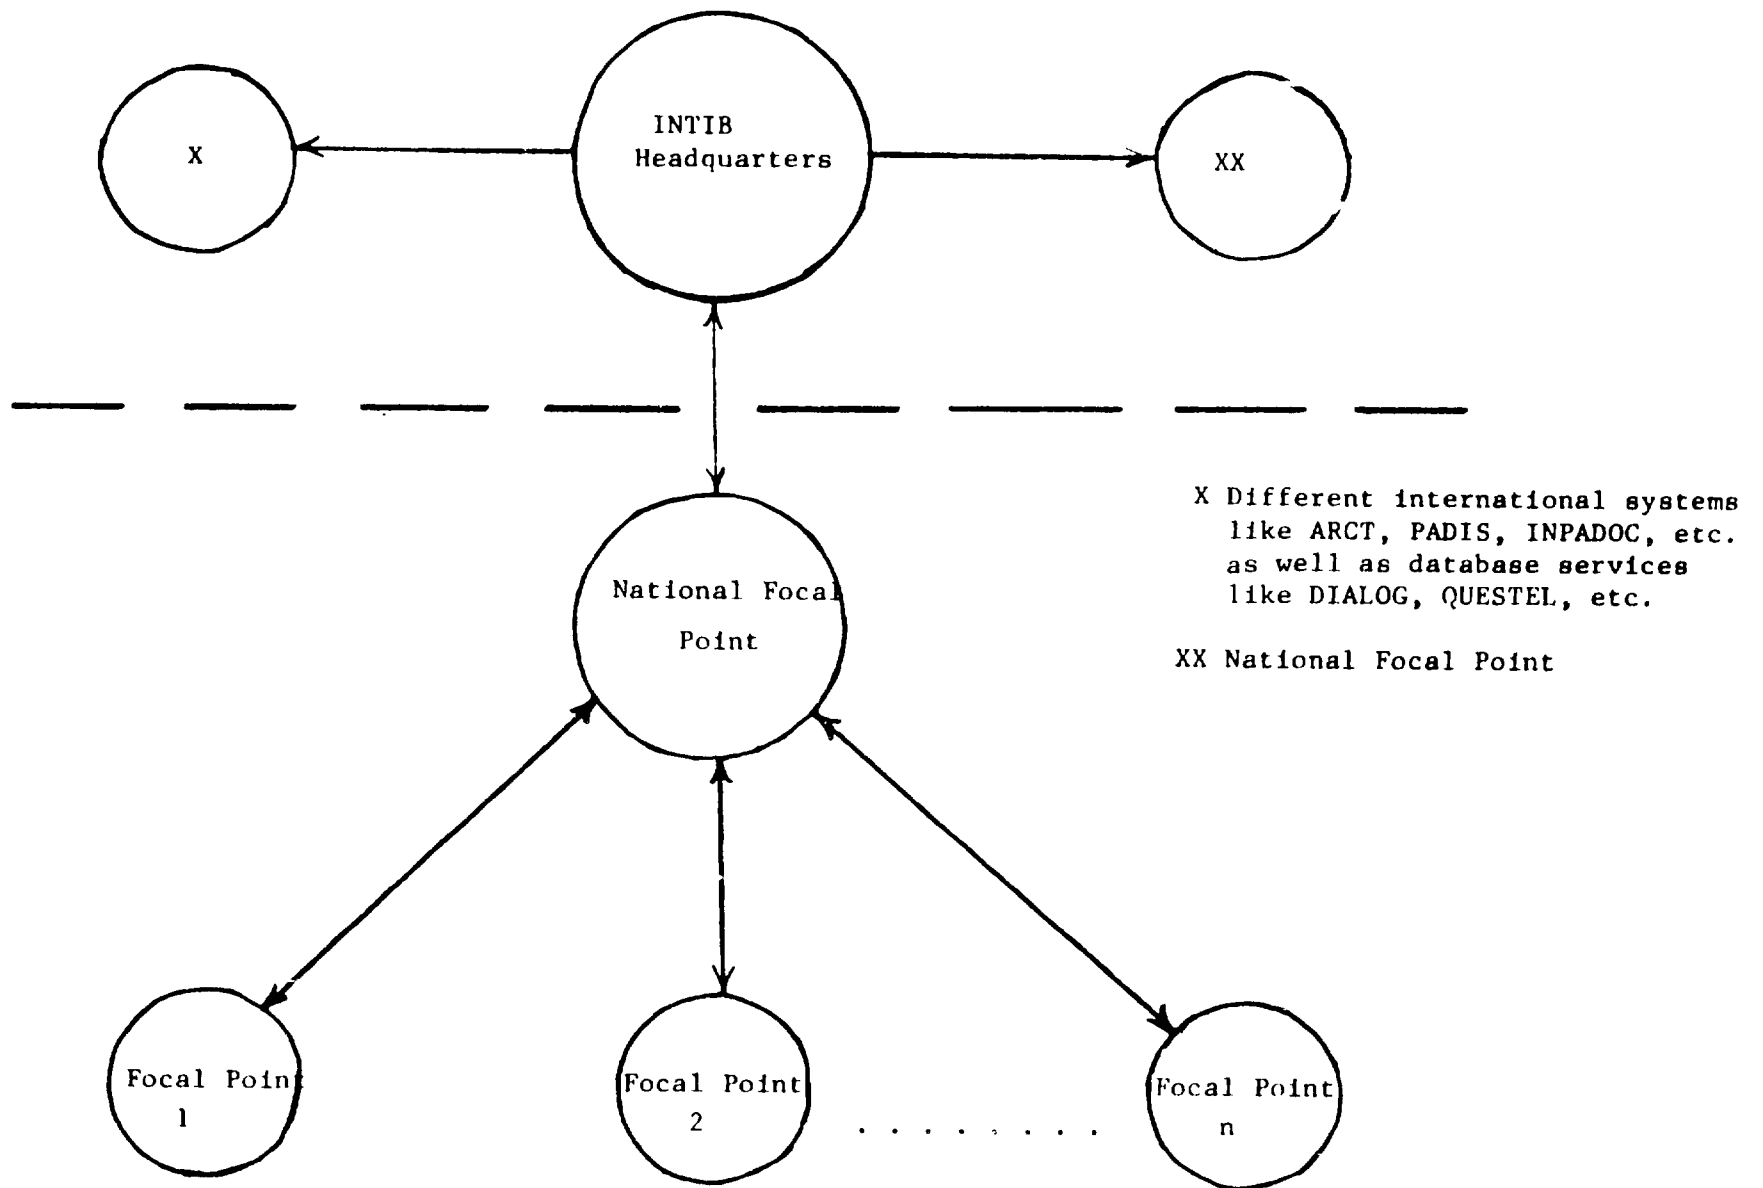 INTIB
Headquarters
X
XX
X Different international systems
like ARCT, PADIS, INPADOC, etc.
as well as database services
like DIALOG, QUESTEL, etc.
XX National Focal Point
National Focal
Point
Focal Point
1
Focal Point
2
. . . . . . . .
Focal Point
n